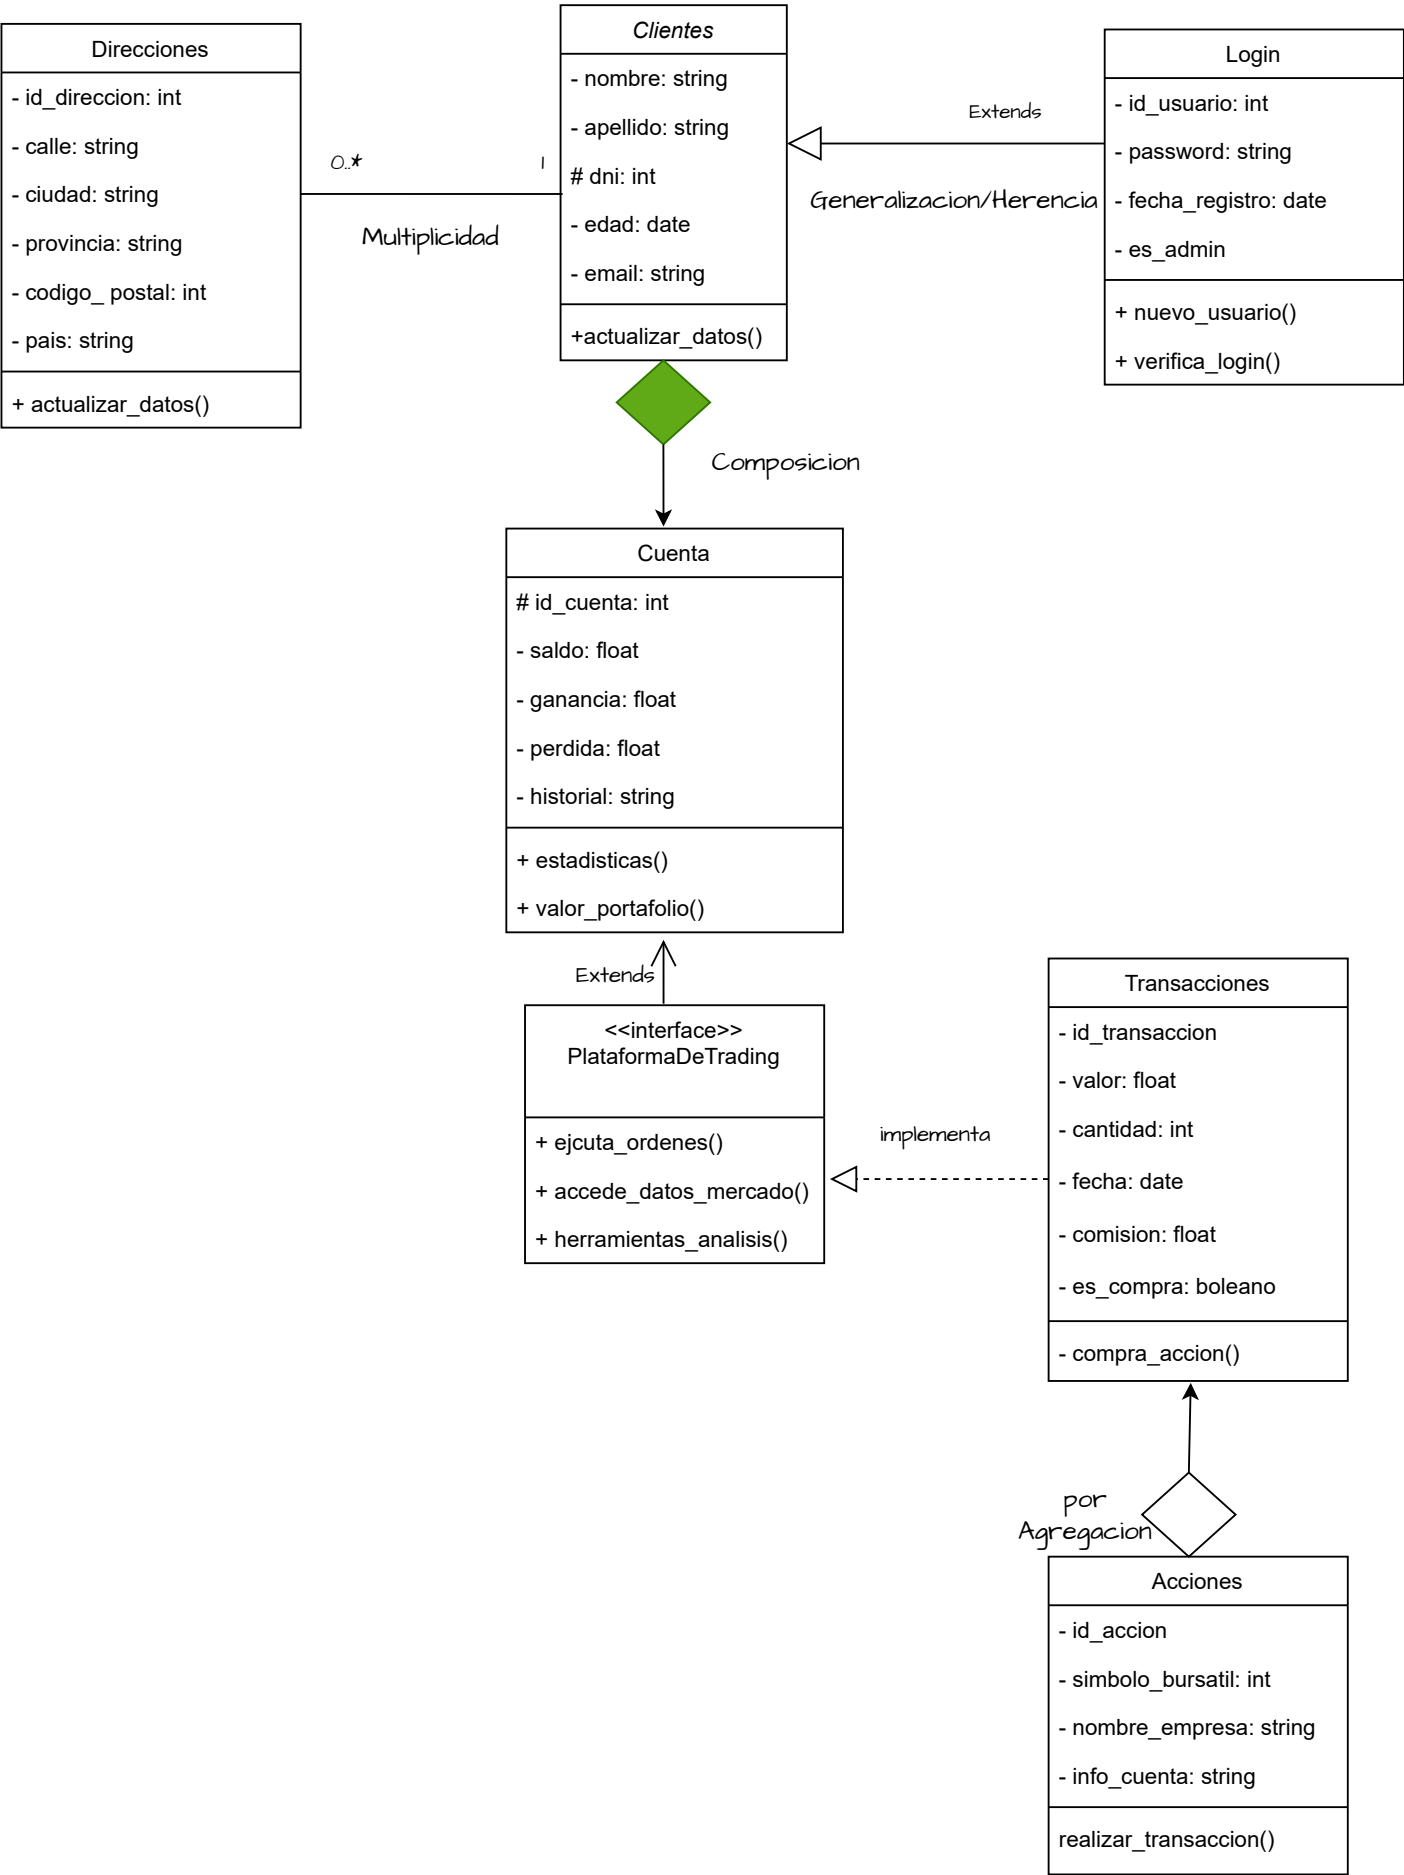 Direcciones
- id_direccion: int
- calle: string
- ciudad: string
- provincia: string
- codigo_ postal: int
- pais: string
+ actualizar_datos()
0..*
1
Multiplicidad
Clientes
- nombre: string
- apellido: string
# dni: int
- edad: date
- email: string
+actualizar_datos()
Extends
Generalizacion/Herencia
Login
- id_usuario: int
- password: string
- fecha_registro: date
- es_admin
+ nuevo_usuario()
+ verifica_login()
Composicion
Cuenta
# id_cuenta: int
- saldo: float
- ganancia: float
- perdida: float
- historial: string
+ estadisticas()
+ valor_portafolio()
Extends
<<interface>>
PlataformaDeTrading
+ ejcuta_ordenes()
+ accede_datos_mercado()
+ herramientas_analisis()
implementa
Transacciones
- id_transaccion
- valor: float
- cantidad: int
- fecha: date
- comision: float
- es_compra: boleano
- compra_accion()
por
Agregacion
Acciones
- id_accion
- simbolo_bursatil: int
- nombre_empresa: string
- info_cuenta: string
realizar_transaccion()